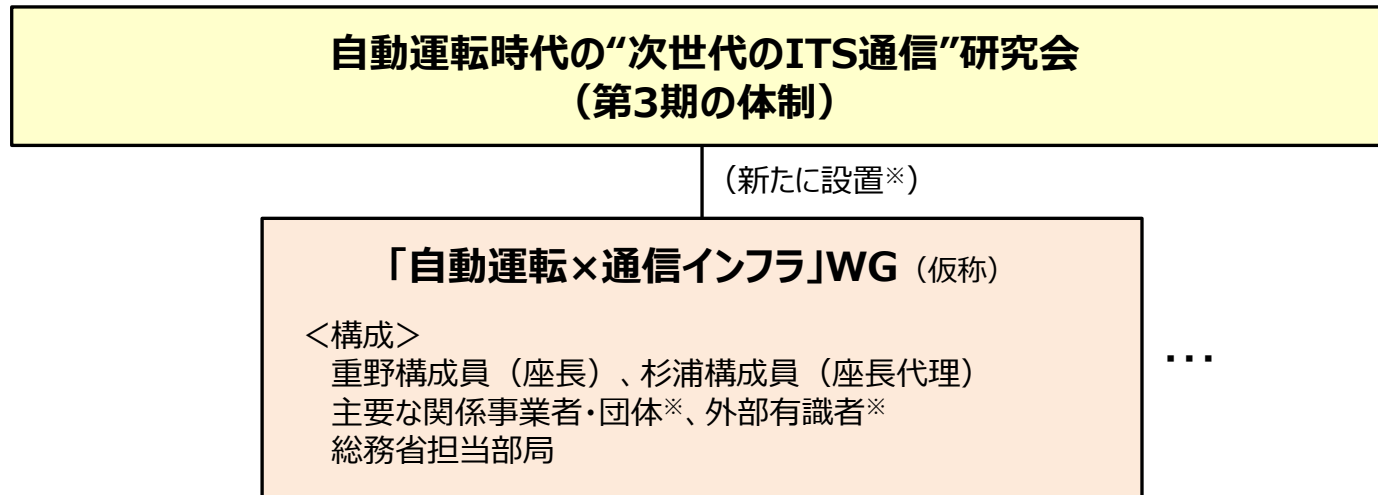 自動運転時代の“次世代のITS通信”研究会
（第3期の体制）
（新たに設置※）
「自動運転×通信インフラ」WG（仮称）
＜構成＞
重野構成員（座長）、杉浦構成員（座長代理）
主要な関係事業者・団体※、外部有識者※
総務省担当部局
…